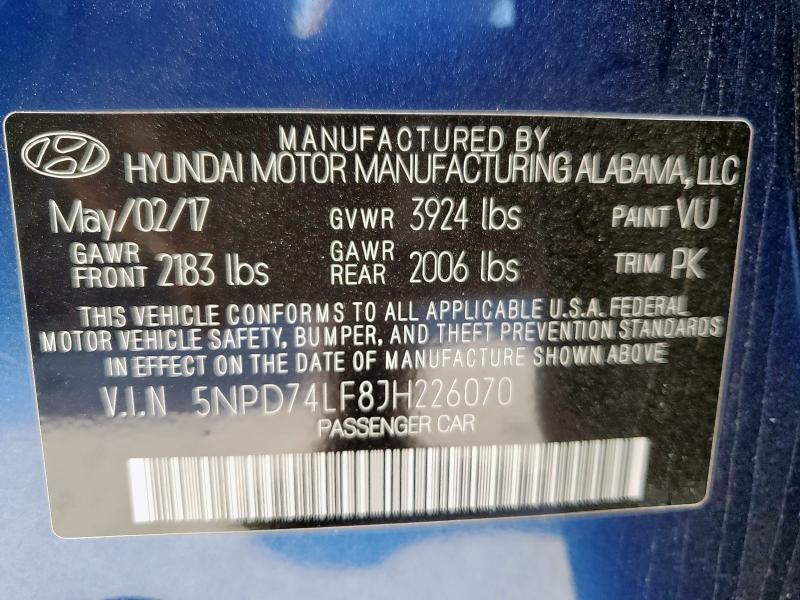 MANUFACTURED BY
HYUNDAI MOTOR MANUFACTURING ALABAMA, LLC
May/02/17 GVWR 3924 lbs PAINT VU
GAWR FRONT 2183 lbs GAWR REAR 2006 lbs TRIM PK
THIS VEHICLE CONFORMS TO ALL APPLICABLE U.S.A. FEDERAL
MOTOR VEHICLE SAFETY, BUMPER, AND THEFT PREVENTION STANDARDS
IN EFFECT ON THE DATE OF MANUFACTURE SHOWN ABOVE
V.I.N 5NPD74LF8JH226070
PASSENGER CAR